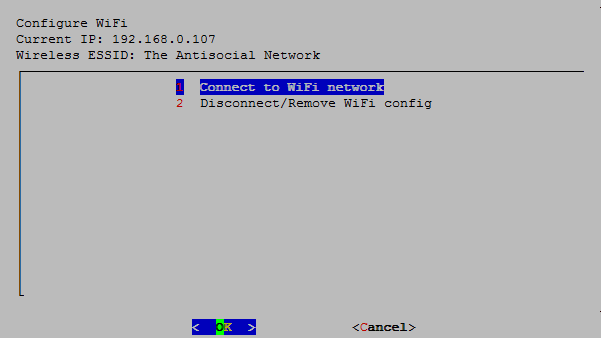 Configure WiFi
Current IP: 192.168.0.107
Wireless ESSID: The Antisocial Network
1 Connect to WiFi network
2 Disconnect/Remove WiFi config
< OK > <Cancel>